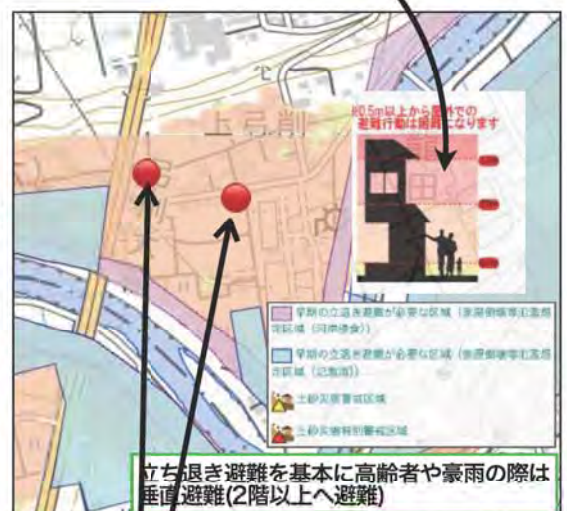 上弓削
※0.5m以上から屋外での
避難行動は困難になります
早期の立退き避難が必要な区域(家屋倒壊等氾濫想
定区域(河岸侵食))
早期の立退き避難が必要な区域(家屋倒壊等氾濫想
定区域(氾濫流))
土砂災害警戒区域
土砂災害特別警戒区域
立ち退き避難を基本に高齢者や豪雨の際は
垂直避難(2階以上へ避難)